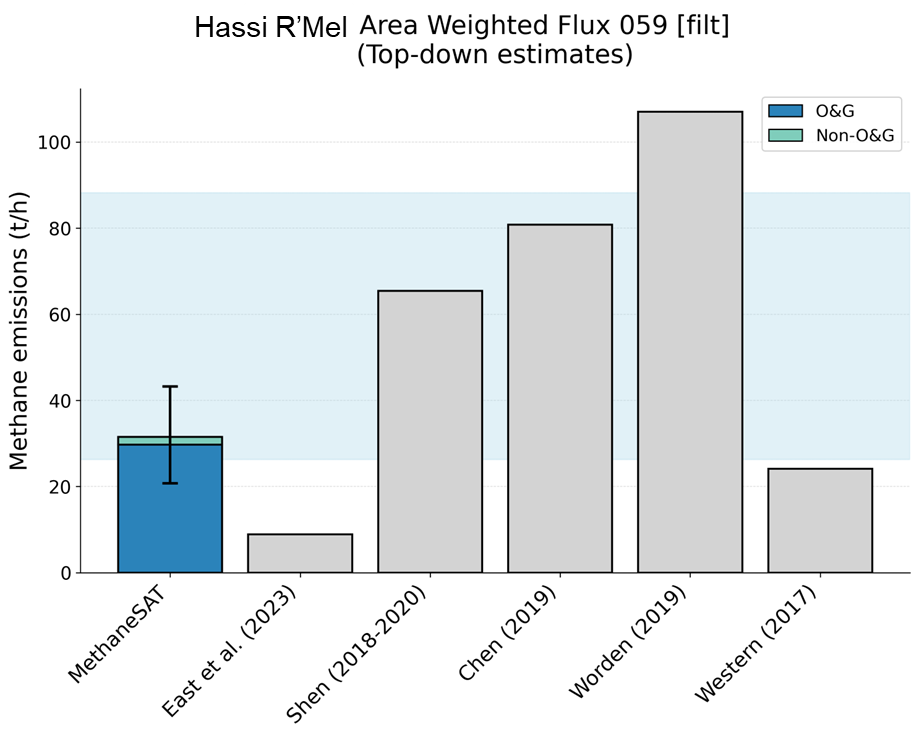 Hassi R’Mel Area Weighted Flux 059 [filt]
(Top-down estimates)
O&G
Non-O&G
Methane emissions (t/h)
100
80
60
40
20
0
MethaneSAT
East et al. (2023)
Shen (2018-2020)
Chen (2019)
Worden (2019)
Western (2017)